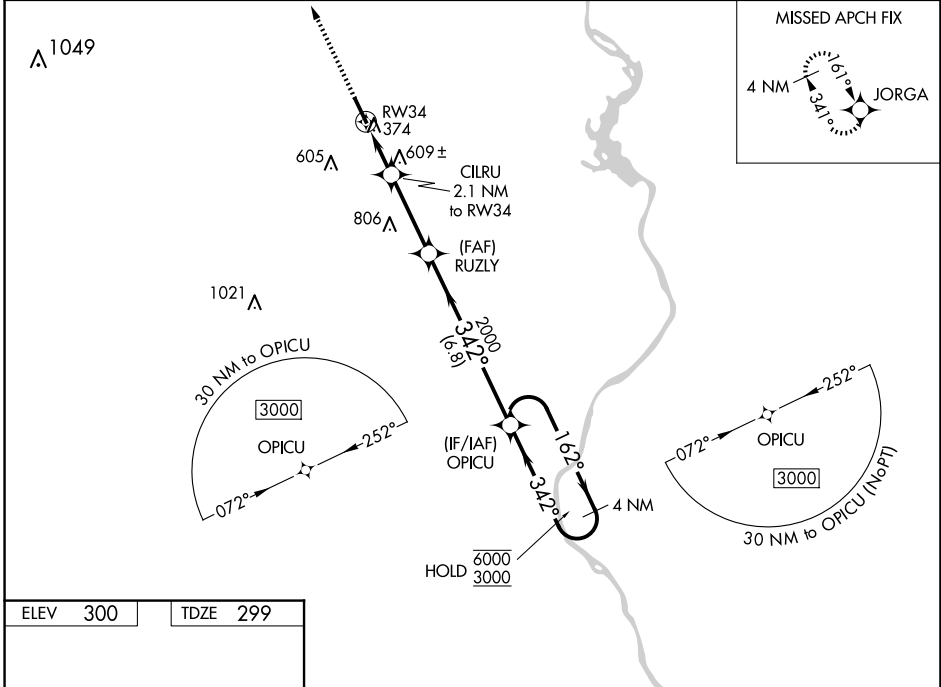 1049
MISSED APCH FIX
4 NM
161°
341°
JORGA
RW34
374
605
609 ±
CILRU
2.1 NM
to RW34
806
(FAF)
RUZLY
1021
2000
342°
(6.8)
30 NM to OPICU
3000
OPICU
072°
252°
(IF/IAF)
OPICU
162°
342°
4 NM
HOLD 6000
3000
072°
252°
OPICU
3000
30 NM to OPICU (NoPT)
ELEV 300
TDZE 299